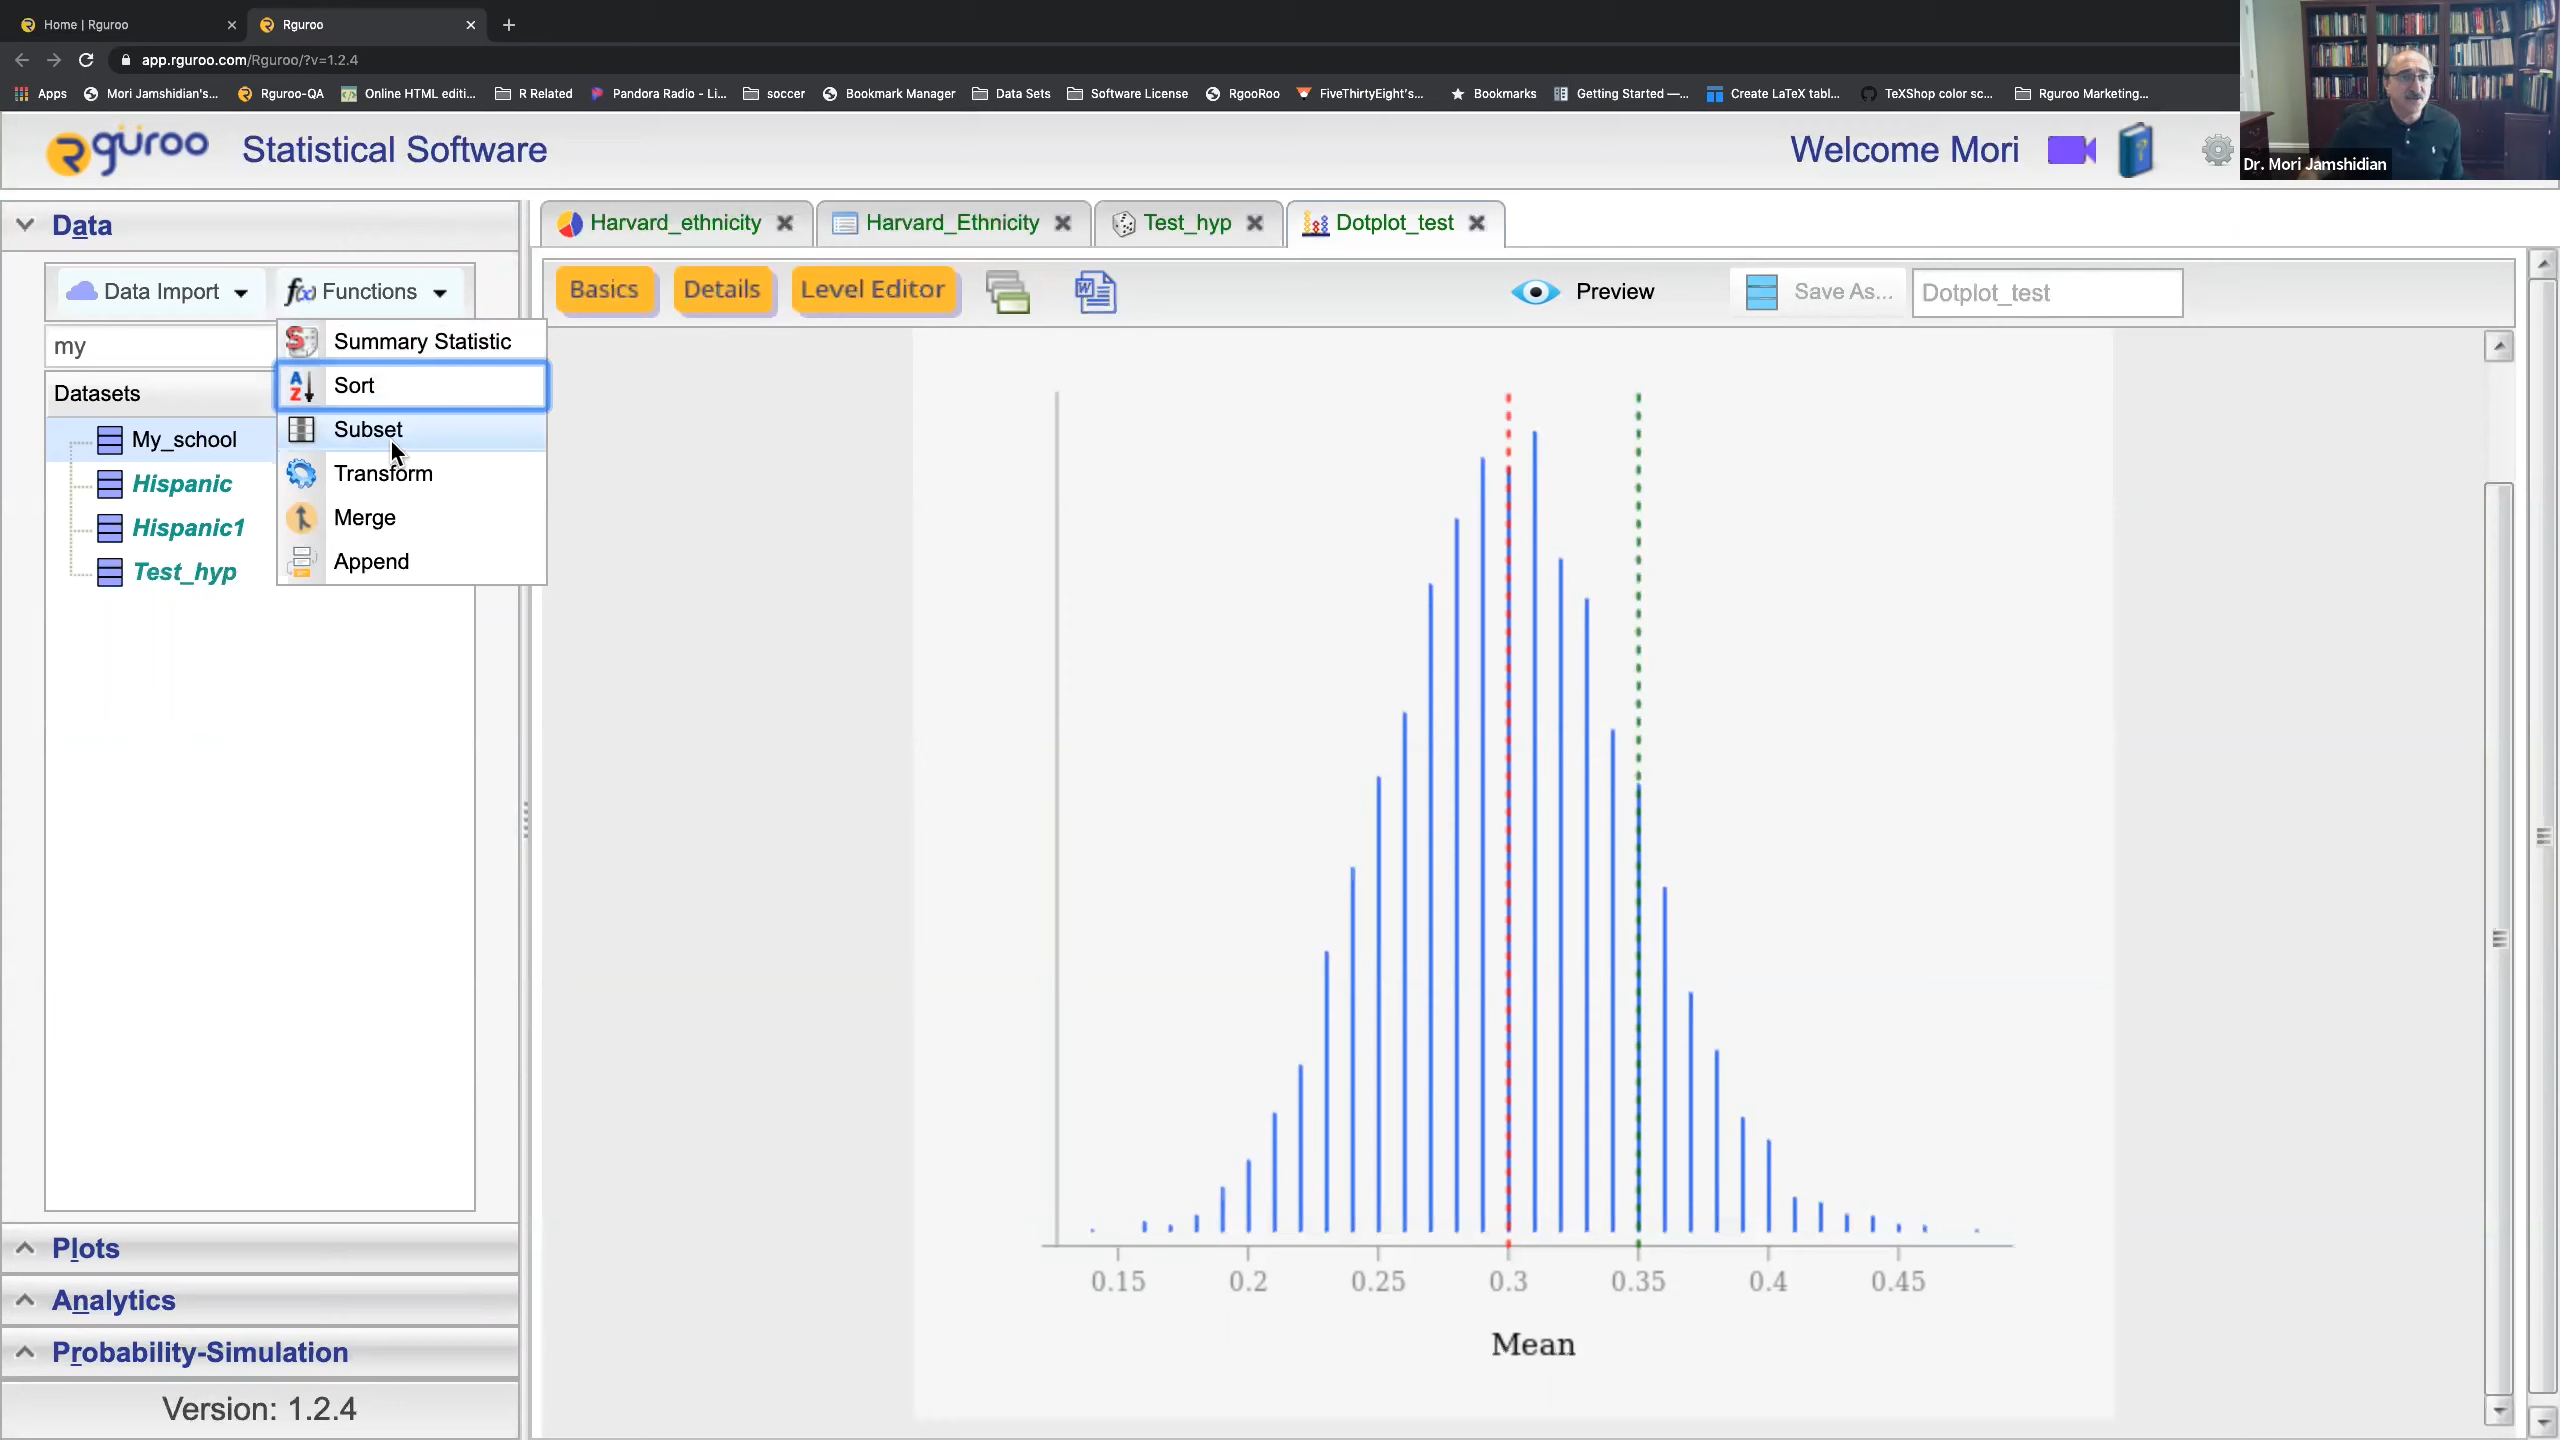 Home | Rguroo
Rguroo
app.rguroo.com/Rguroo/?v=1.2.4
Apps Mori Jamshidian's... Rguroo-QA Online HTML editi... R Related Pandora Radio - Li... soccer Bookmark Manager Data Sets Software License RgooRoo FiveThirtyEight's... Bookmarks Getting Started —... Create LaTeX tabl... TeXShop color sc... Rguroo Marketing...
Rguroo Statistical Software
Welcome Mori
Dr. Mori Jamshidian
Data
Harvard_ethnicity
Harvard_Ethnicity
Test_hyp
Dotplot_test
Data Import
f(x) Functions
Basics
Details
Level Editor
Preview
Save As...
Dotplot_test
my
Datasets
My_school
Hispanic
Hispanic1
Test_hyp
Summary Statistic
Sort
Subset
Transform
Merge
Append
0.15 0.2 0.25 0.3 0.35 0.4 0.45
Mean
Plots
Analytics
Probability-Simulation
Version: 1.2.4